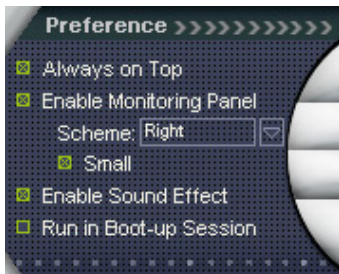 Preference >>>>>>>>>>>
Always on Top
Enable Monitoring Panel
Scheme: Right
Small
Enable Sound Effect
Run in Boot-up Session